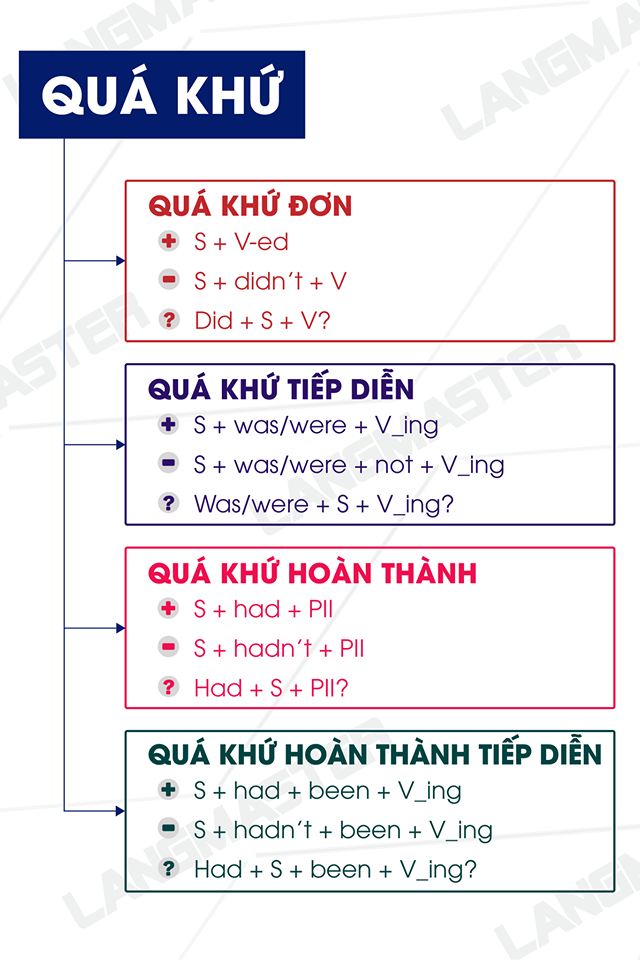 QUÁ KHỨ
QUÁ KHỨ ĐƠN
+ S + V-ed
- S + didn't + V
? Did + S + V?
QUÁ KHỨ TIẾP DIỄN
+ S + was/were + V_ing
- S + was/were + not + V_ing
? Was/were + S + V_ing?
QUÁ KHỨ HOÀN THÀNH
+ S + had + PII
- S + hadn't + PII
? Had + S + PII?
QUÁ KHỨ HOÀN THÀNH TIẾP DIỄN
+ S + had + been + V_ing
- S + hadn't + been + V_ing
? Had + S + been + V_ing?
LANGMASTER